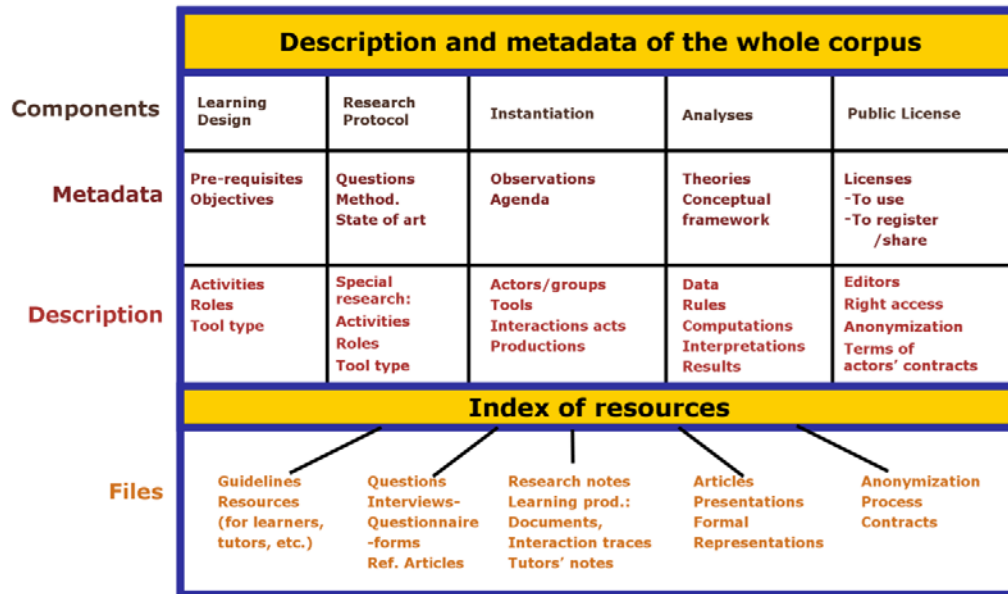 Description and metadata of the whole corpus
Components
Learning
Design
Research
Protocol
Instantiation
Analyses
Public License
Metadata
Pre-requisites
Objectives
Questions
Method.
State of art
Observations
Agenda
Theories
Conceptual
framework
Licenses
-To use
-To register
/share
Description
Activities
Roles
Tool type
Special
research:
Activities
Roles
Tool type
Actors/groups
Tools
Interactions acts
Productions
Data
Rules
Computations
Interpretations
Results
Editors
Right access
Anonymization
Terms of
actors' contracts
Index of resources
Files
Guidelines
Resources
(for learners,
tutors, etc.)
Questions
Interviews-
Questionnaire
-forms
Ref. Articles
Research notes
Learning prod.:
Documents,
Interaction traces
Tutors' notes
Articles
Presentations
Formal
Representations
Anonymization
Process
Contracts